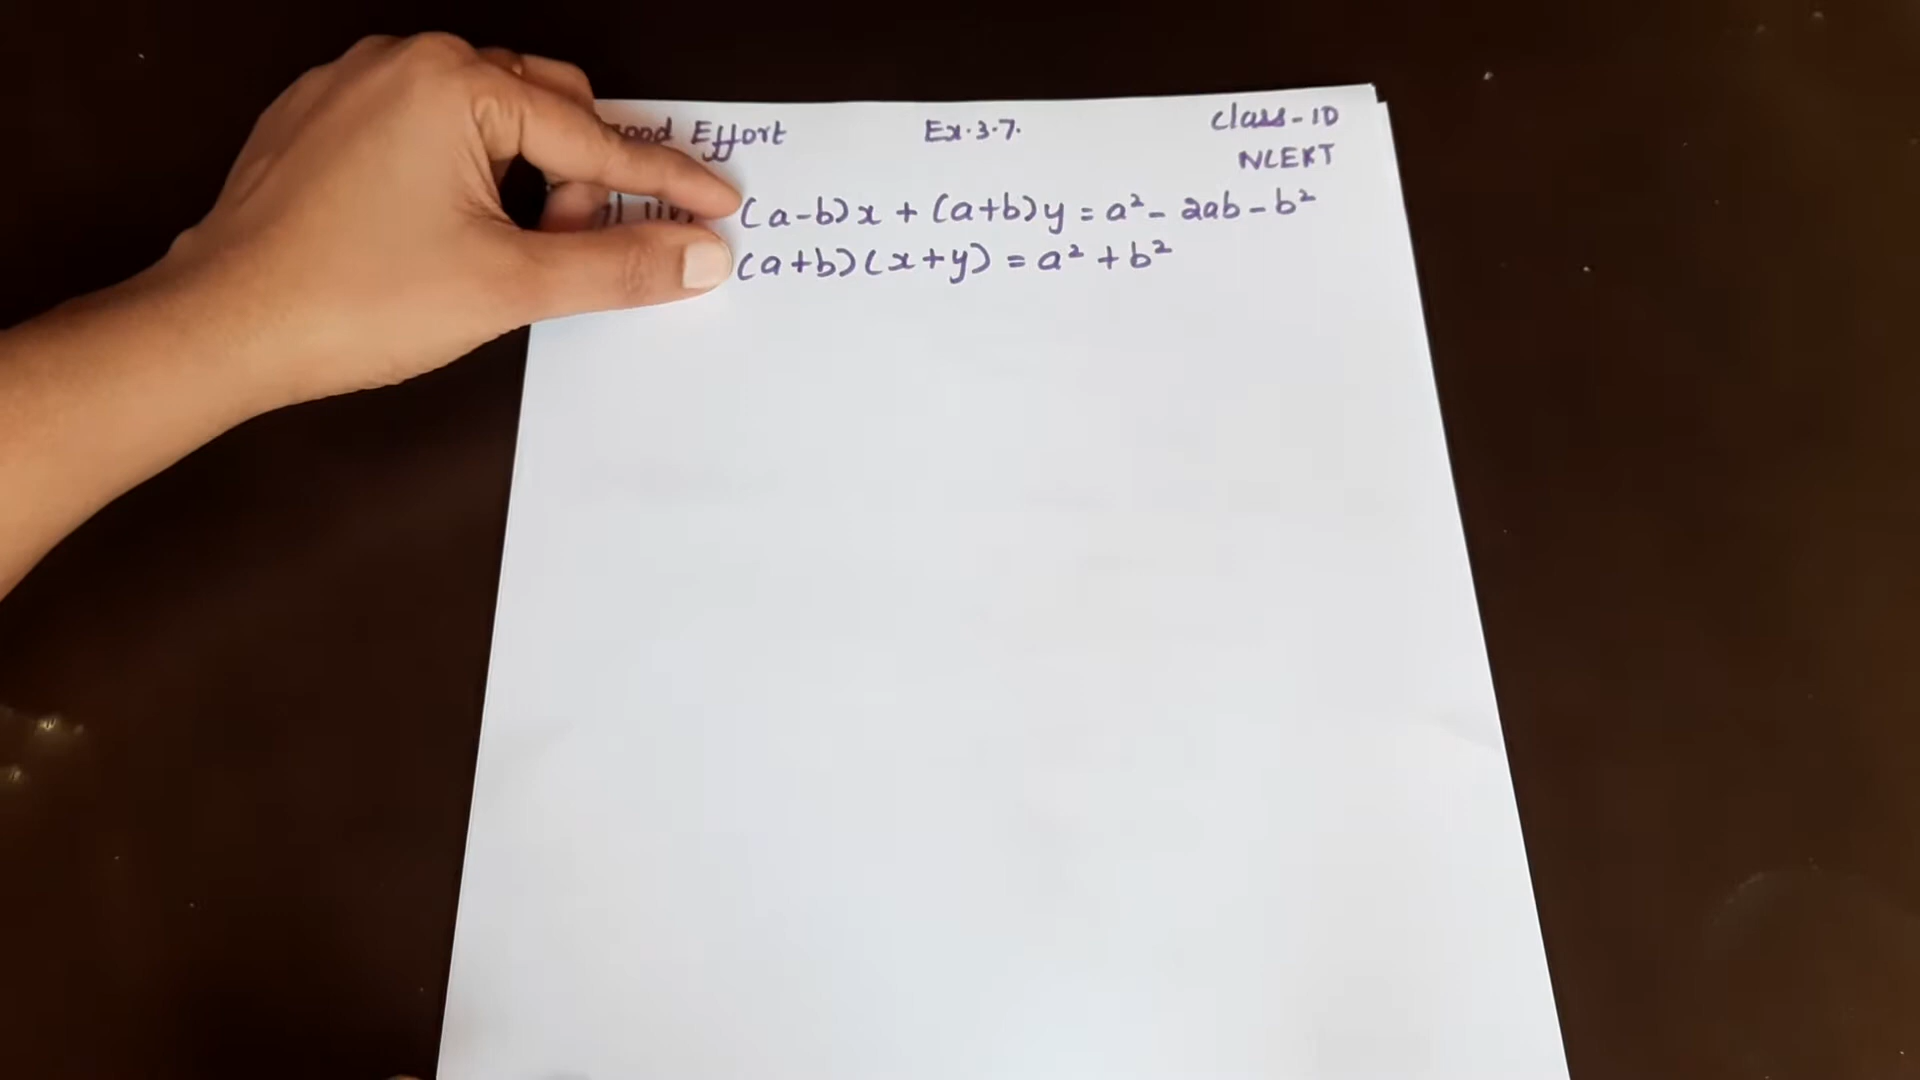 Effort Ex.3.7. Class-10
NCERT
(a-b)x + (a+b)y = a² - 2ab - b²
(a+b)(x+y) = a² + b²